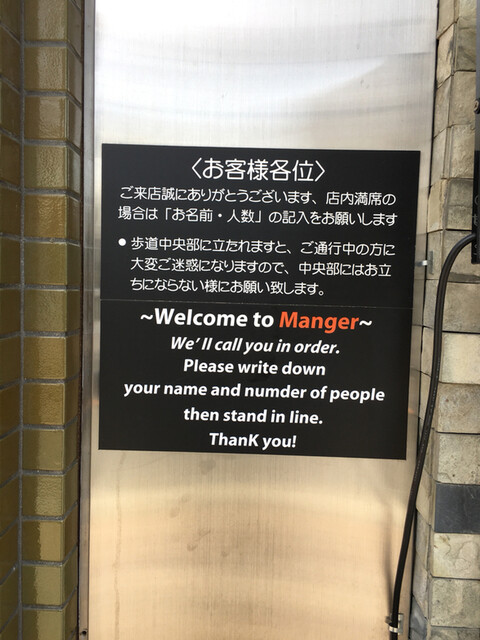 〈お客様各位〉
ご来店誠にありがとうございます、店内満席の
場合は「お名前・人数」の記入をお願いします
● 歩道中央部に立たれますと、ご通行中の方に
大変ご迷惑になりますので、中央部にはお立
ちにならない様にお願い致します。
~Welcome to Manger~
We'll call you in order.
Please write down
your name and numder of people
then stand in line.
ThanK you!